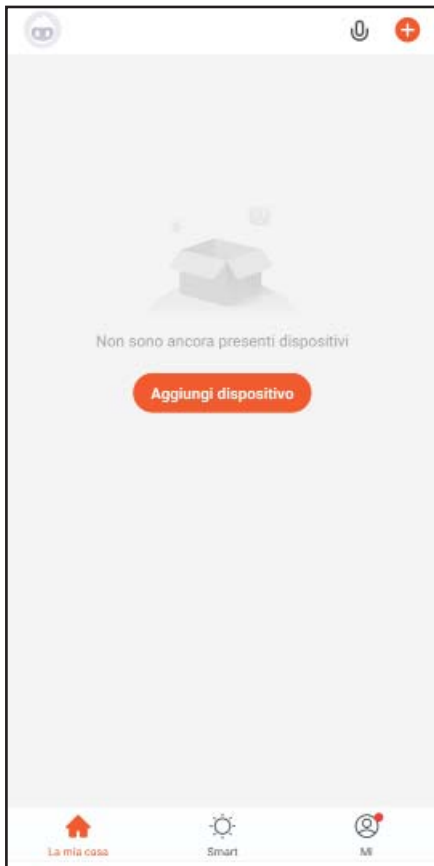 Non sono ancora presenti dispositivi
Aggiungi dispositivo
La mia casa
Smart
Mi